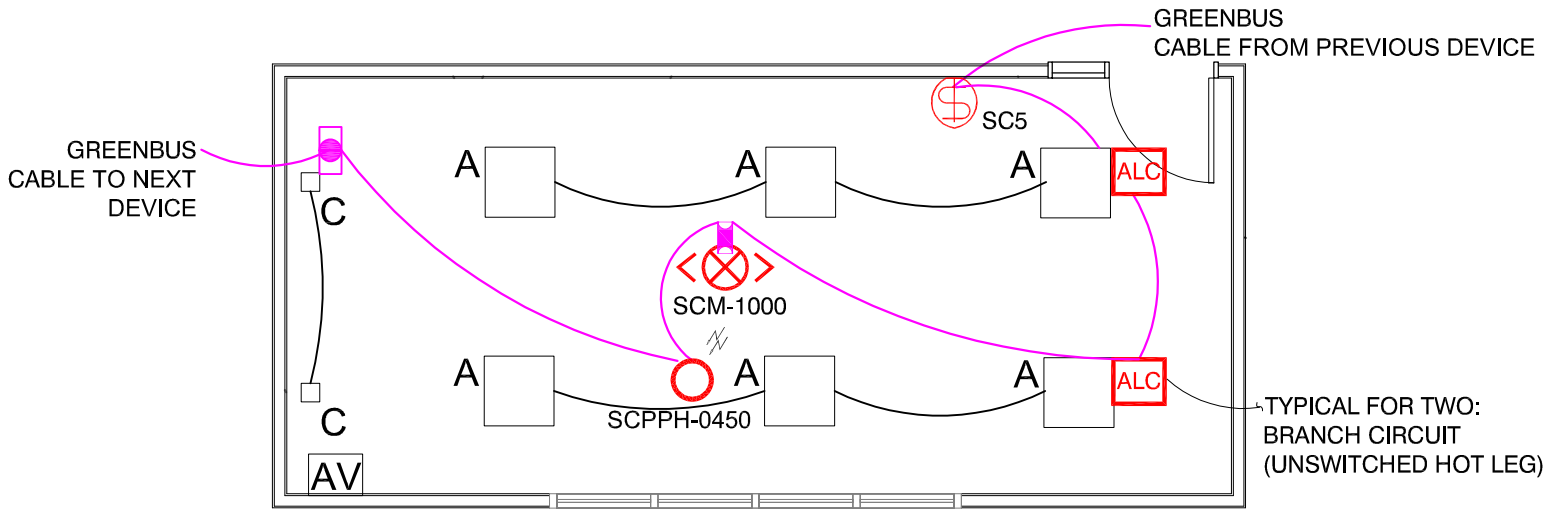 GREENBUS
CABLE FROM PREVIOUS DEVICE
SC5
GREENBUS
CABLE TO NEXT
DEVICE
A
A
A
ALC
C
SCM-1000
A
A
A
ALC
SCPPH-0450
C
TYPICAL FOR TWO:
BRANCH CIRCUIT
(UNSWITCHED HOT LEG)
AV